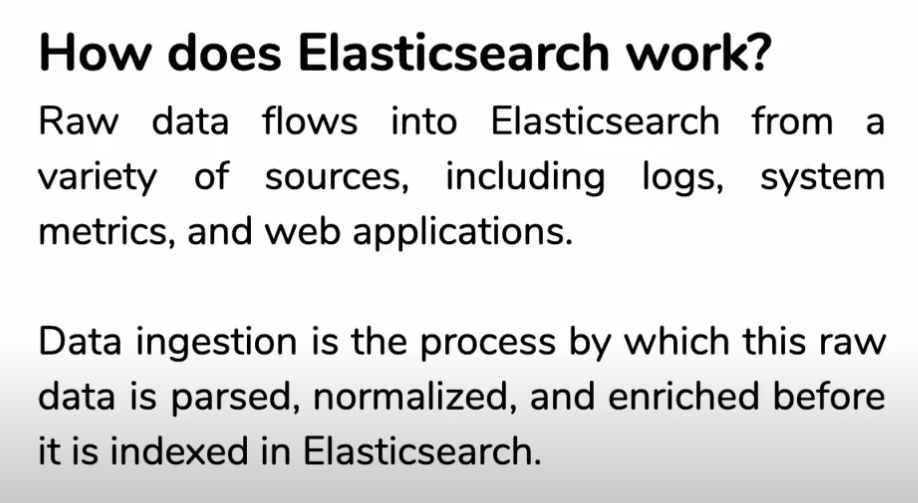 How does Elasticsearch work?
Raw data flows into Elasticsearch from a
variety of sources, including logs, system
metrics, and web applications.
Data ingestion is the process by which this raw
data is parsed, normalized, and enriched before
it is indexed in Elasticsearch.